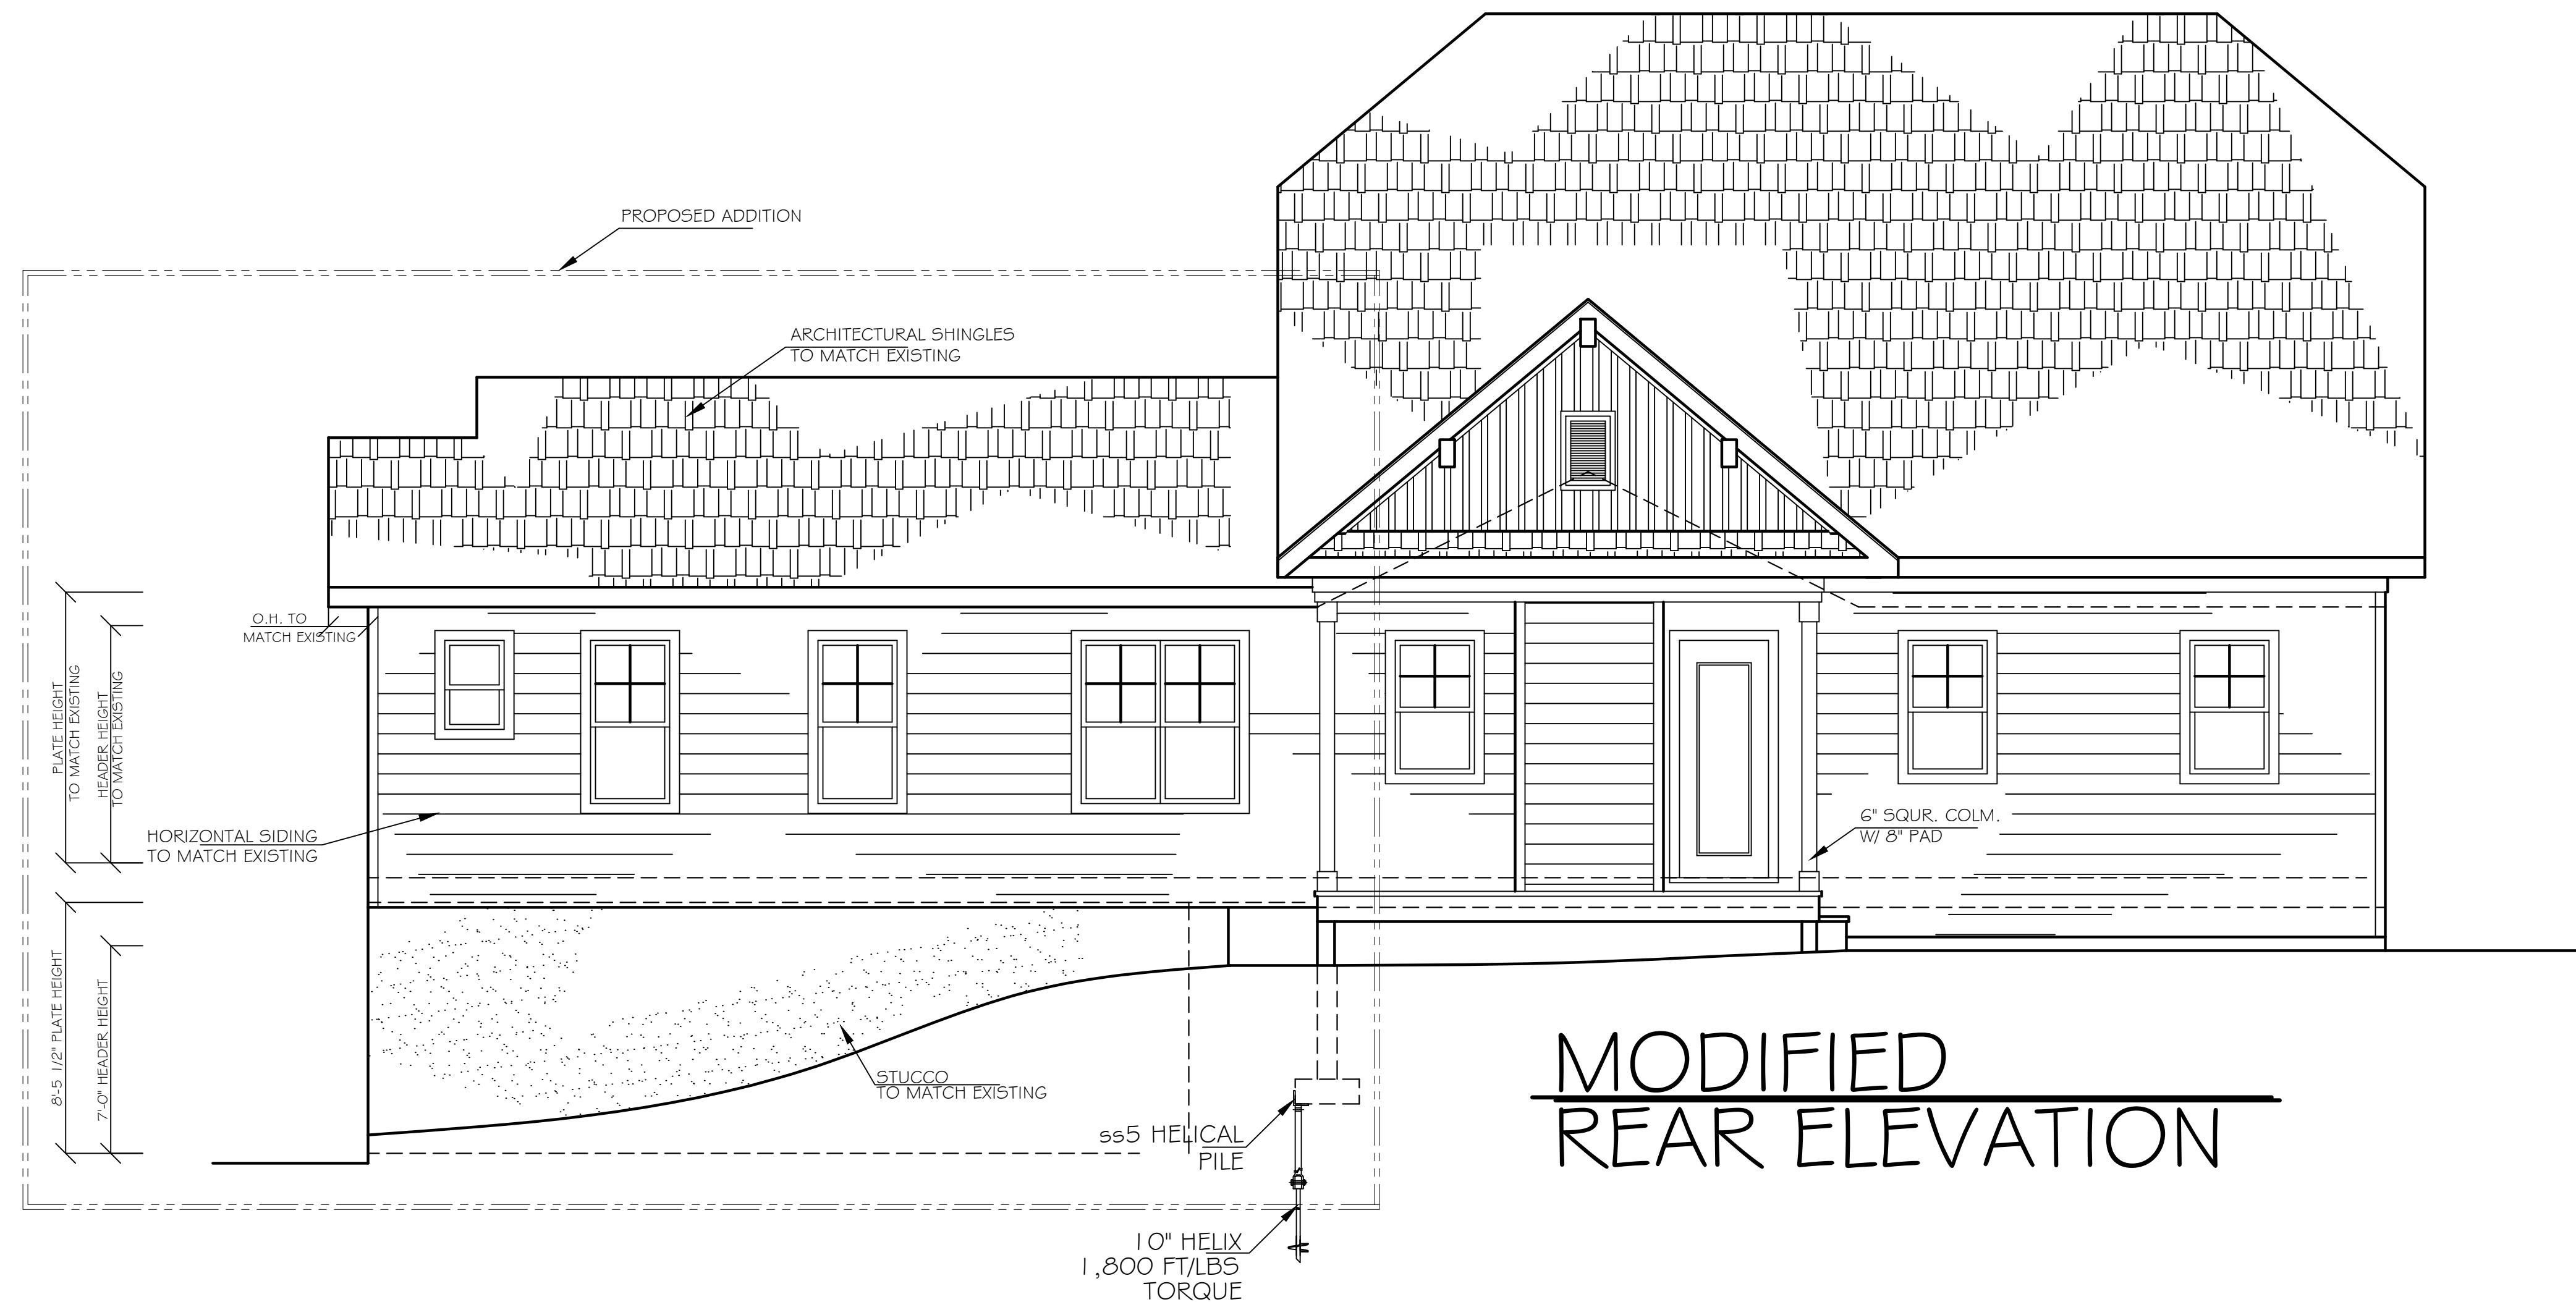 PROPOSED ADDITION
ARCHITECTURAL SHINGLES
TO MATCH EXISTING
O.H. TO
MATCH EXISTING
PLATE HEIGHT
TO MATCH EXISTING
HEADER HEIGHT
TO MATCH EXISTING
HORIZONTAL SIDING
TO MATCH EXISTING
6" SQUR. COLM.
W/ 8" PAD
8'-5 1/2" PLATE HEIGHT
7'-0" HEADER HEIGHT
STUCCO
TO MATCH EXISTING
ss5 HELICAL
PILE
10" HELIX
1,800 FT/LBS
TORQUE
MODIFIED
REAR ELEVATION